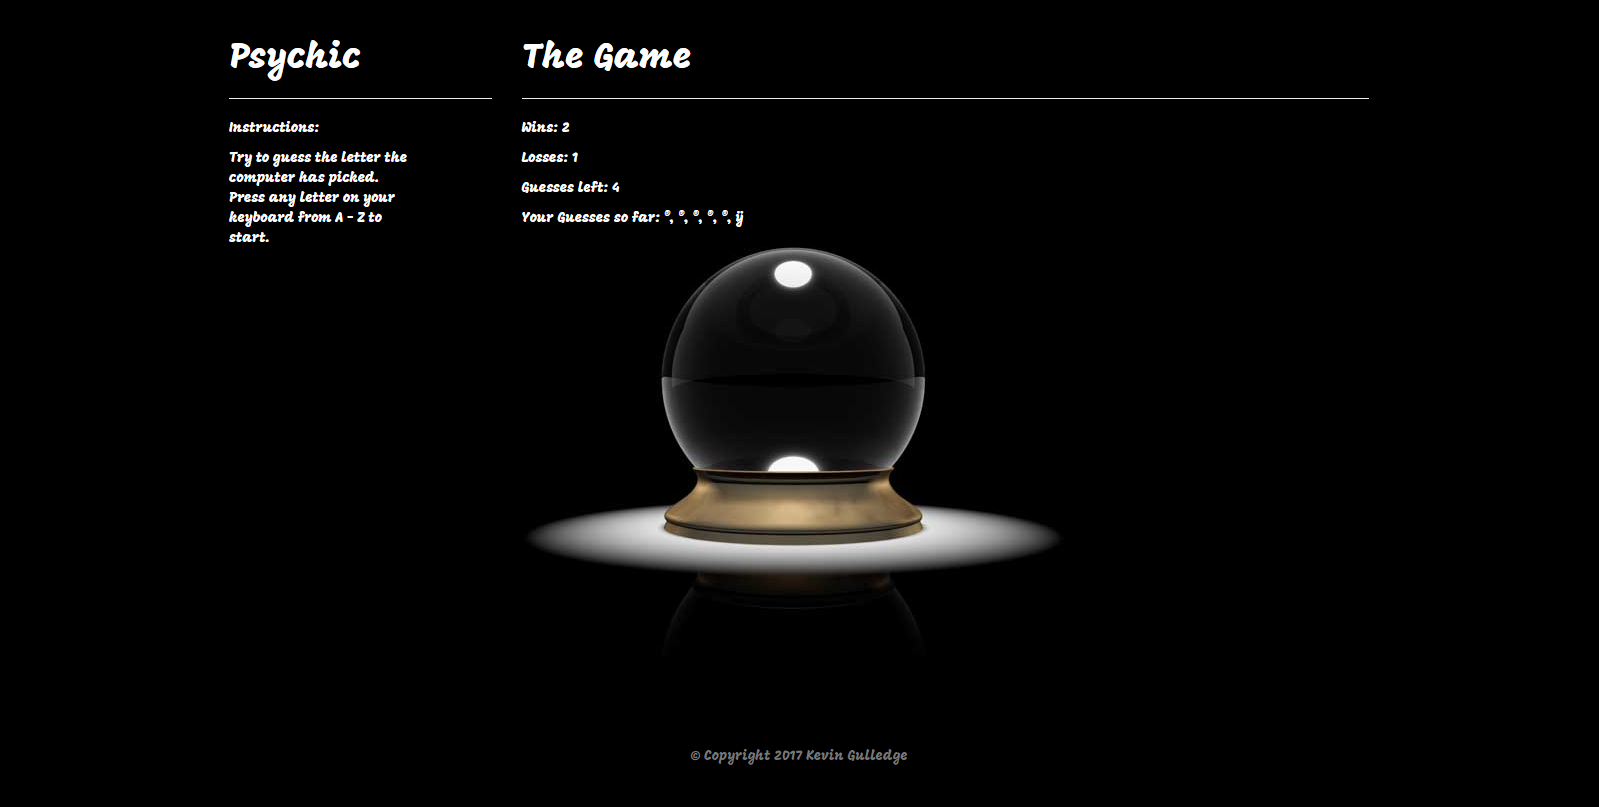 Psychic
The Game
Instructions:
Try to guess the letter the
computer has picked.
Press any letter on your
keyboard from A - Z to
start.
Wins: 2
Losses: 1
Guesses left: 4
Your Guesses so far: ®, ®, ®, ®, ®, ÿ
© Copyright 2017 Kevin Gulledge